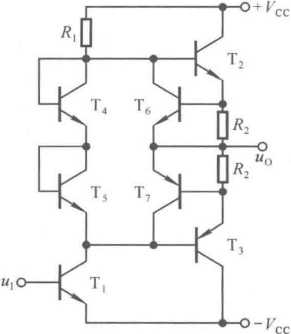 +V_CC
R_1
T_2
T_4 T_6
R_2
u_O
R_2
T_5 T_7
T_3
u_I T_1
-V_CC